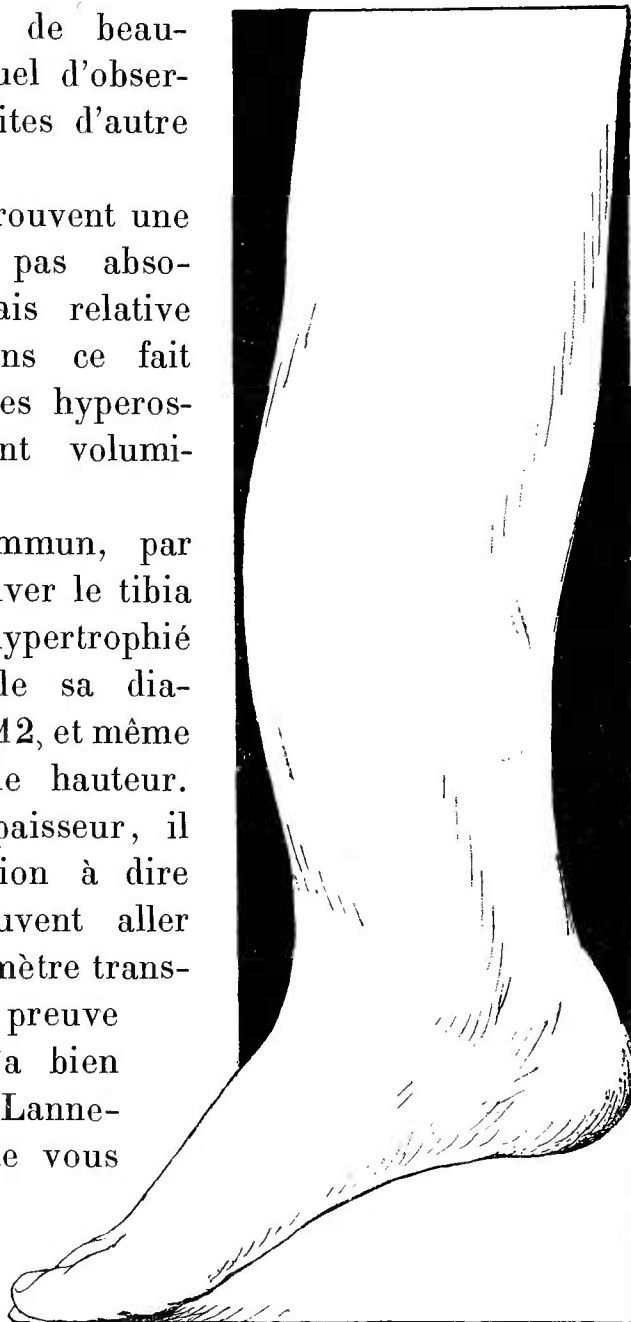 de beau-
uel d'obser-
ites d'autre
rouvent une
pas abso-
ais relative
ns ce fait
es hyperos-
nt volumi-
mmun, par
ver le tibia
ypertrophié
le sa dia-
12, et même
le hauteur.
paisseur, il
ion à dire
uvent aller
mètre trans-
preuve
'a bien
Lanne-
e vous